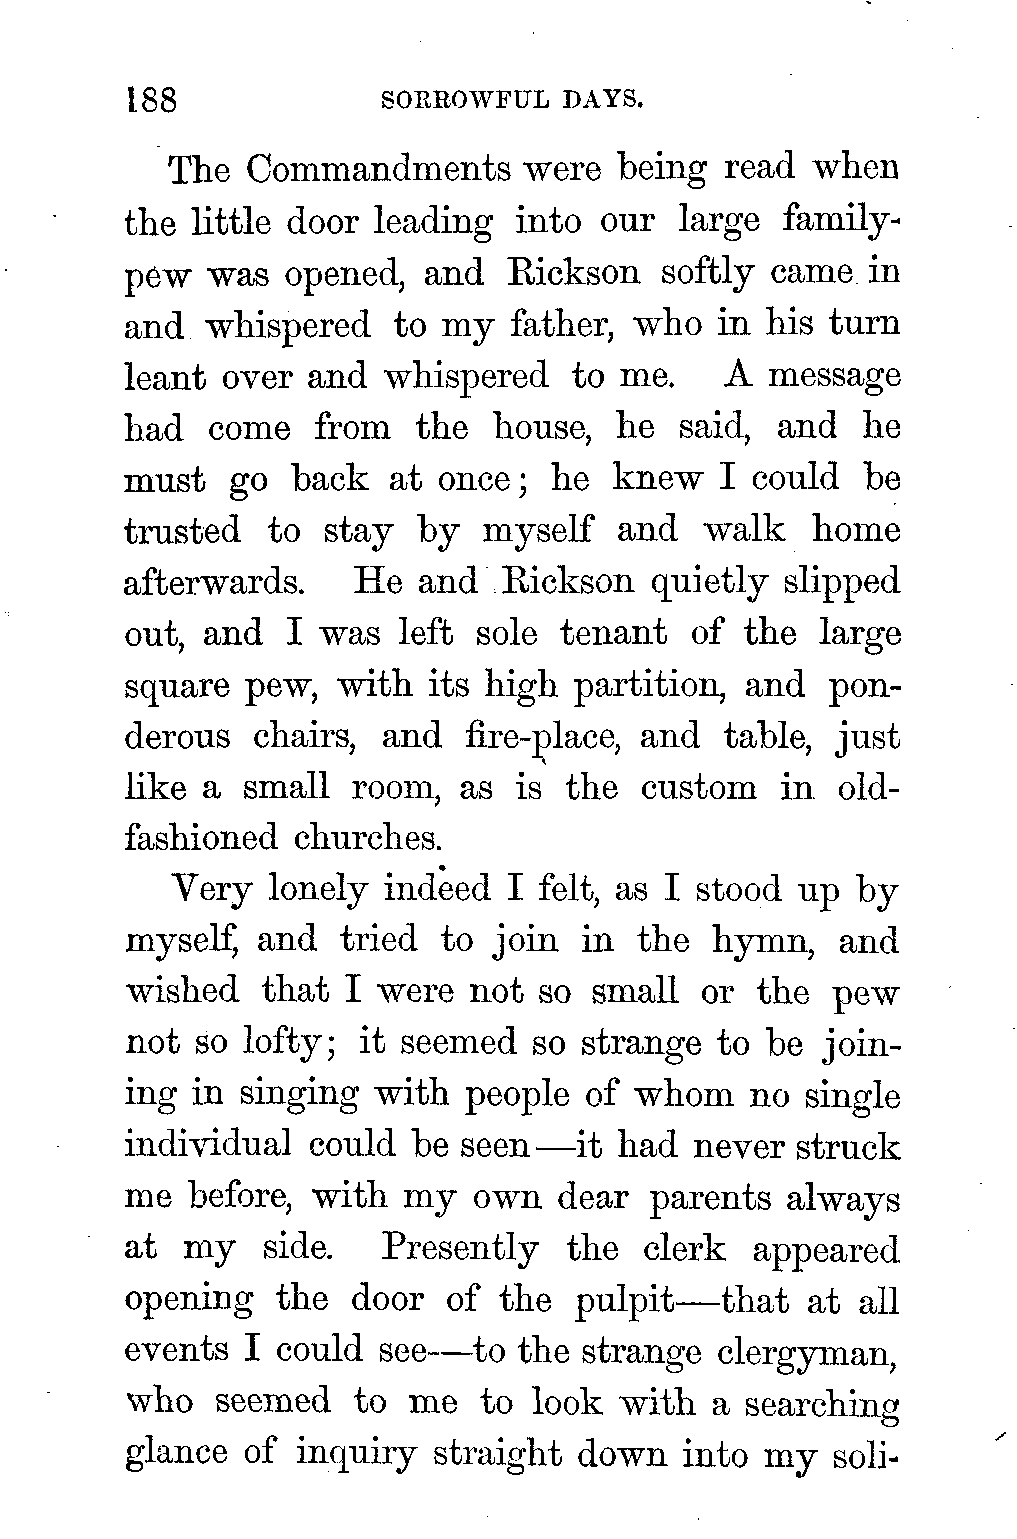 188 SORROWFUL DAYS.
The Commandments were being read when
the little door leading into our large family-
pew was opened, and Rickson softly came in
and whispered to my father, who in his turn
leant over and whispered to me. A message
had come from the house, he said, and he
must go back at once; he knew I could be
trusted to stay by myself and walk home
afterwards. He and Rickson quietly slipped
out, and I was left sole tenant of the large
square pew, with its high partition, and pon-
derous chairs, and fire-place, and table, just
like a small room, as is the custom in old-
fashioned churches.
Very lonely indeed I felt, as I stood up by
myself, and tried to join in the hymn, and
wished that I were not so small or the pew
not so lofty; it seemed so strange to be join-
ing in singing with people of whom no single
individual could be seen—it had never struck
me before, with my own dear parents always
at my side. Presently the clerk appeared
opening the door of the pulpit—that at all
events I could see—to the strange clergyman,
who seemed to me to look with a searching
glance of inquiry straight down into my soli-